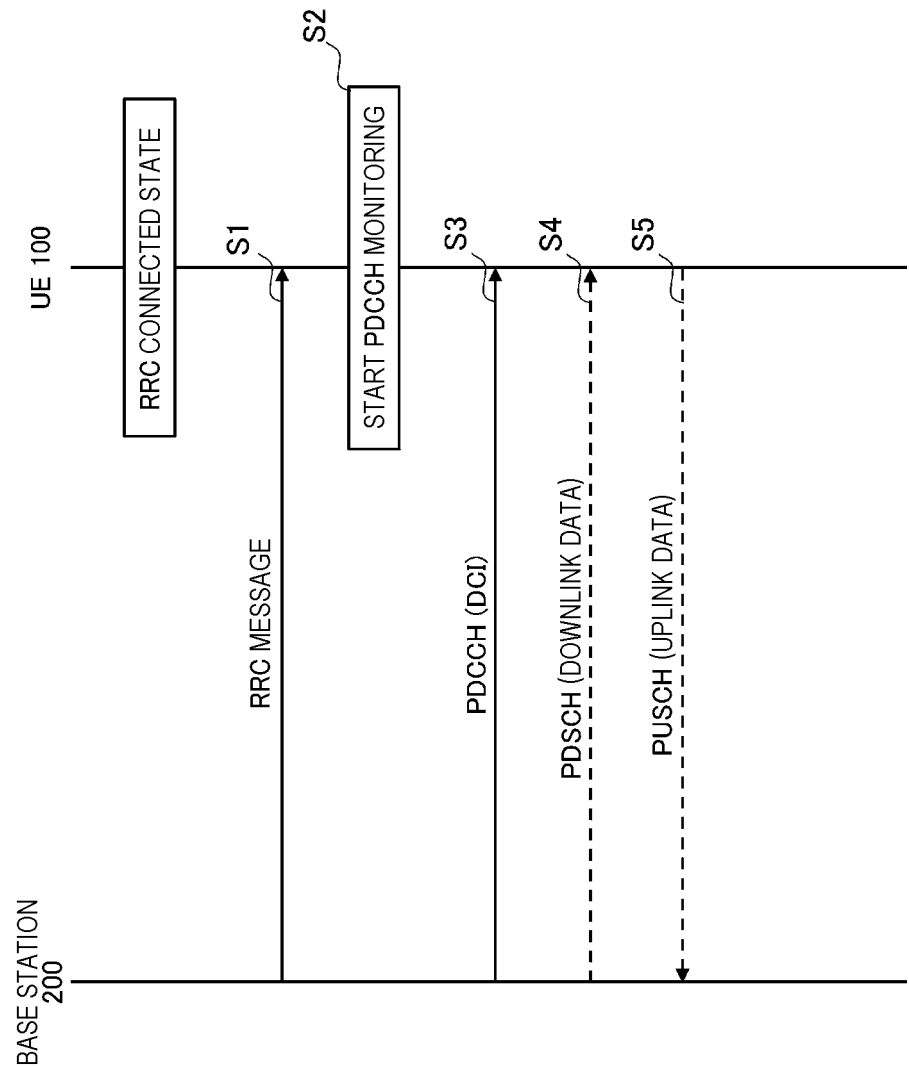 BASE STATION
200
UE 100
RRC CONNECTED STATE
RRC MESSAGE
S1
START PDCCH MONITORING
S2
PDCCH (DCI)
S3
PDSCH (DOWNLINK DATA)
S4
PUSCH (UPLINK DATA)
S5